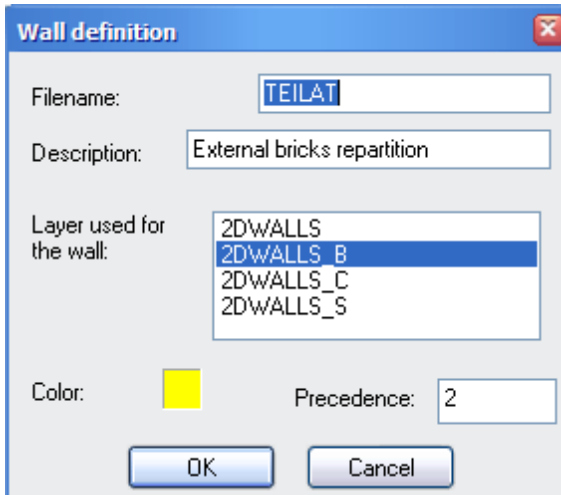 Wall definition
Filename: TEILAT
Description: External bricks repartition
Layer used for
the wall:
2DWALLS
2DWALLS_B
2DWALLS_C
2DWALLS_S
Color:
Precedence: 2
OK Cancel